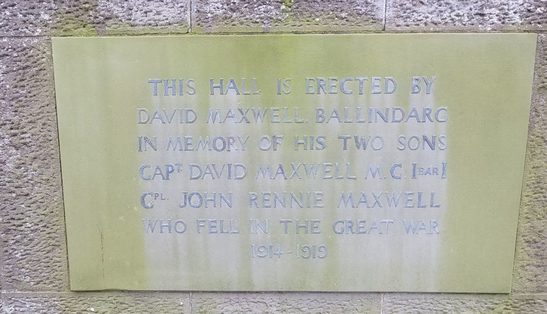 THIS HALL IS ERECTED BY
DAVID MAXWELL. BALLINDARG
IN MEMORY OF HIS TWO SONS
CAPT DAVID MAXWELL M.C [BAR]
CPL. JOHN RENNIE MAXWELL
WHO FELL IN THE GREAT WAR
1914-1919